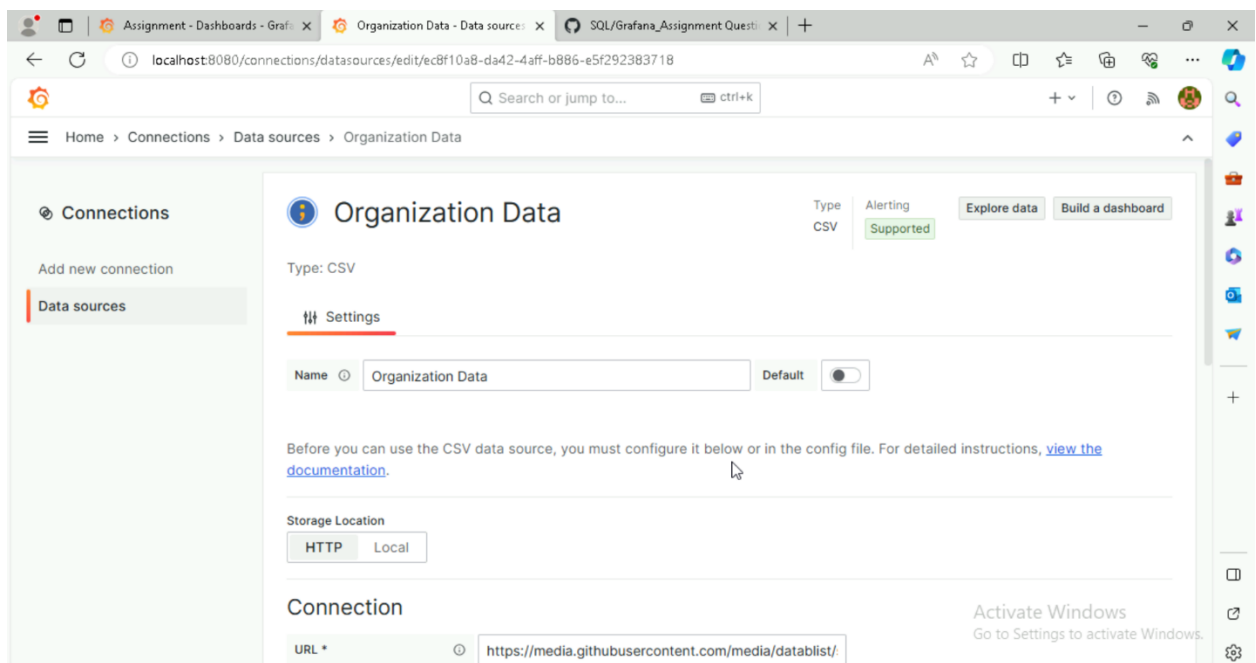 Assignment - Dashboards - Grafa
Organization Data - Data sources
SQL/Grafana_Assignment Questi
localhost:8080/connections/datasources/edit/ec8f10a8-da42-4aff-b886-e5f292383718
Search or jump to... ctrl+k
Home > Connections > Data sources > Organization Data
Connections
Add new connection
Data sources
Organization Data
Type
CSV
Alerting
Supported
Explore data
Build a dashboard
Type: CSV
Settings
Name Organization Data Default
Before you can use the CSV data source, you must configure it below or in the config file. For detailed instructions, view the
documentation.
Storage Location
HTTP Local
Connection
URL * https://media.githubusercontent.com/media/datablist/
Activate Windows
Go to Settings to activate Windows.